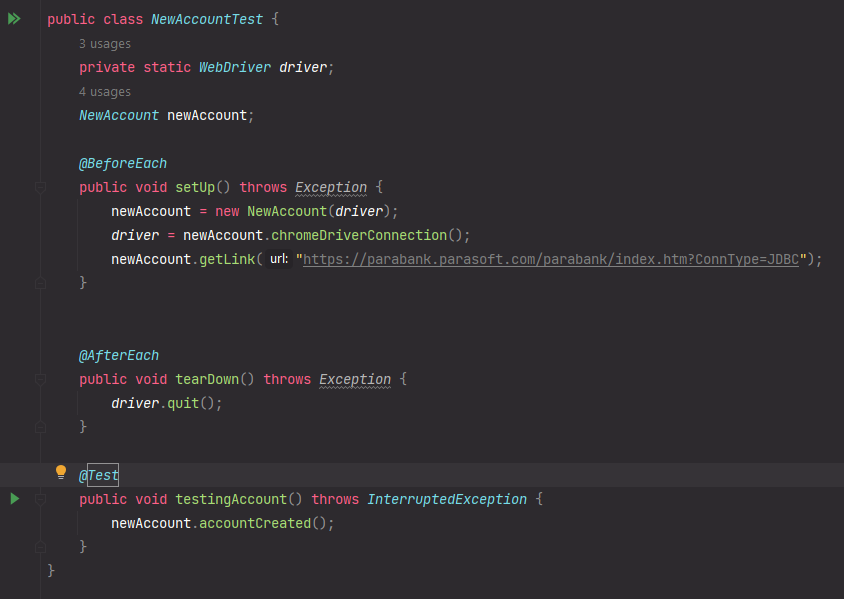 public class NewAccountTest {
3 usages
private static WebDriver driver;
4 usages
NewAccount newAccount;
@BeforeEach
public void setUp() throws Exception {
newAccount = new NewAccount(driver);
driver = newAccount.chromeDriverConnection();
newAccount.getLink( url: "https://parabank.parasoft.com/parabank/index.htm?ConnType=JDBC");
}
@AfterEach
public void tearDown() throws Exception {
driver.quit();
}
@Test
public void testingAccount() throws InterruptedException {
newAccount.accountCreated();
}
}